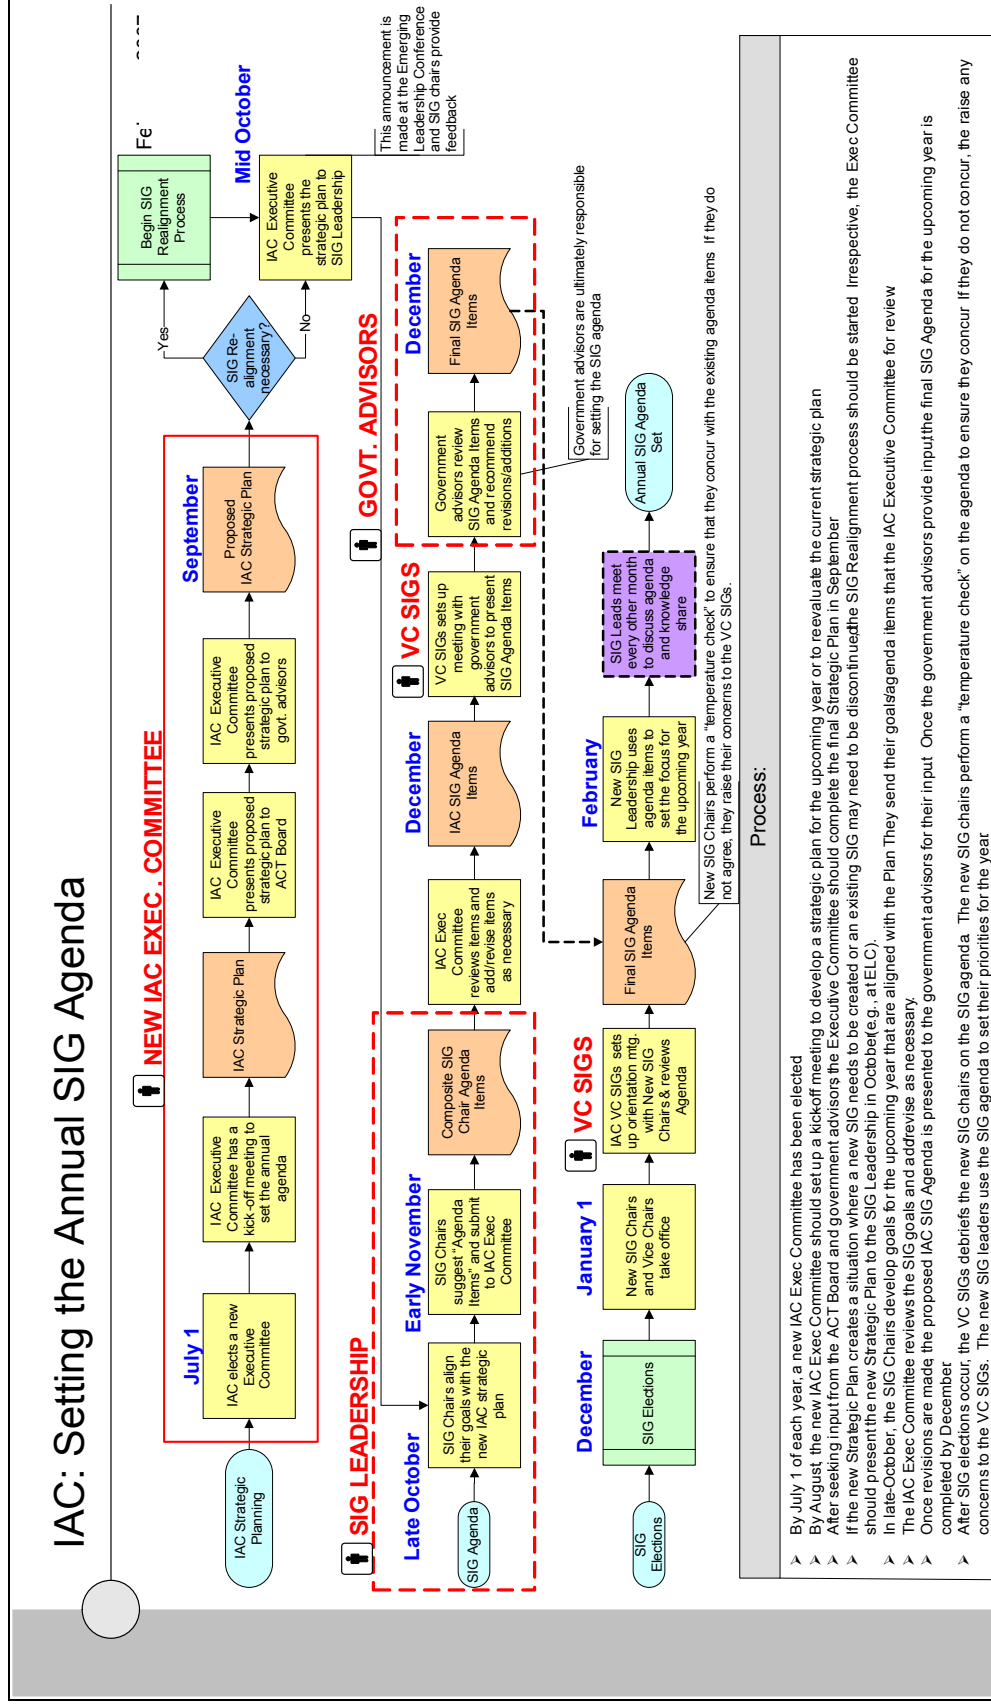 IAC: Setting the Annual SIG Agenda
NEW IAC EXEC. COMMITTEE
July 1
September
IAC Strategic
Planning
IAC elects a new
Executive
Committee
IAC Executive
Committee has a
kick-off meeting to
set the annual
agenda
IAC Strategic Plan
IAC Executive
Committee
presents proposed
strategic plan to
ACT Board
IAC Executive
Committee
presents proposed
strategic plan to
govt. advisors
Proposed
IAC Strategic Plan
SIG Re-
alignment
necessary?
Yes
No
Begin SIG
Realignment
Process
Mid October
IAC Executive
Committee
presents the
strategic plan to
SIG Leadership
This announcement is
made at the Emerging
Leadership Conference
and SIG chairs provide
feedback
SIG LEADERSHIP
Late October
Early November
SIG Agenda
SIG Chairs align
their goals with the
new IAC strategic
plan
SIG Chairs
suggest "Agenda
Items" and submit
to IAC Exec
Committee
Composite SIG
Chair Agenda
Items
IAC Exec
Committee
reviews items and
add/revise items
as necessary
December
IAC SIG Agenda
Items
VC SIGS
VC SIGs sets up
meeting with
government
advisors to present
SIG Agenda Items
GOVT. ADVISORS
Government
advisors review
SIG Agenda Items
and recommend
revisions/additions
December
Final SIG Agenda
Items
Government advisors are ultimately responsible
for setting the SIG agenda
December
January 1
VC SIGS
February
SIG
Elections
SIG Elections
New SIG Chairs
and Vice Chairs
take office
IAC VC SIGs sets
up orientation mtg.
with New SIG
Chairs & reviews
Agenda
Final SIG Agenda
Items
New SIG
Leadership uses
agenda items to
set the focus for
the upcoming year
SIG Leads meet
every other month
to discuss agenda
and knowledge
share
Annual SIG Agenda
Set
New SIG Chairs perform a "temperature check" to ensure that they concur with the existing agenda items If they do
not agree, they raise their concerns to the VC SIGs.
Process:
➢ By July 1 of each year, a new IAC Exec Committee has been elected
➢ By August, the new IAC Exec Committee should set up a kick-off meeting to develop a strategic plan for the upcoming year or to reevaluate the current strategic plan
➢ After seeking input from the ACT Board and government advisors, the Executive Committee should complete the final Strategic Plan in September
➢ If the new Strategic Plan creates a situation where a new SIG needs to be created or an existing SIG may need to be discontinued, the SIG Realignment process should be started Irrespective, the Exec Committee
should present the new Strategic Plan to the SIG Leadership in October(e.g., at ELC).
➢ In late-October, the SIG Chairs develop goals for the upcoming year that are aligned with the Plan They send their goals/agenda items that the IAC Executive Committee for review
➢ The IAC Exec Committee reviews the SIG goals and add/revise as necessary.
➢ Once revisions are made, the proposed IAC SIG Agenda is presented to the government advisors for their input Once the government advisors provide input, the final SIG Agenda for the upcoming year is
completed by December
➢ After SIG elections occur, the VC SIGs debriefs the new SIG chairs on the SIG agenda. The new SIG chairs perform a "temperature check" on the agenda to ensure they concur If they do not concur, the raise any
concerns to the VC SIGs. The new SIG leaders use the SIG agenda to set their priorities for the year